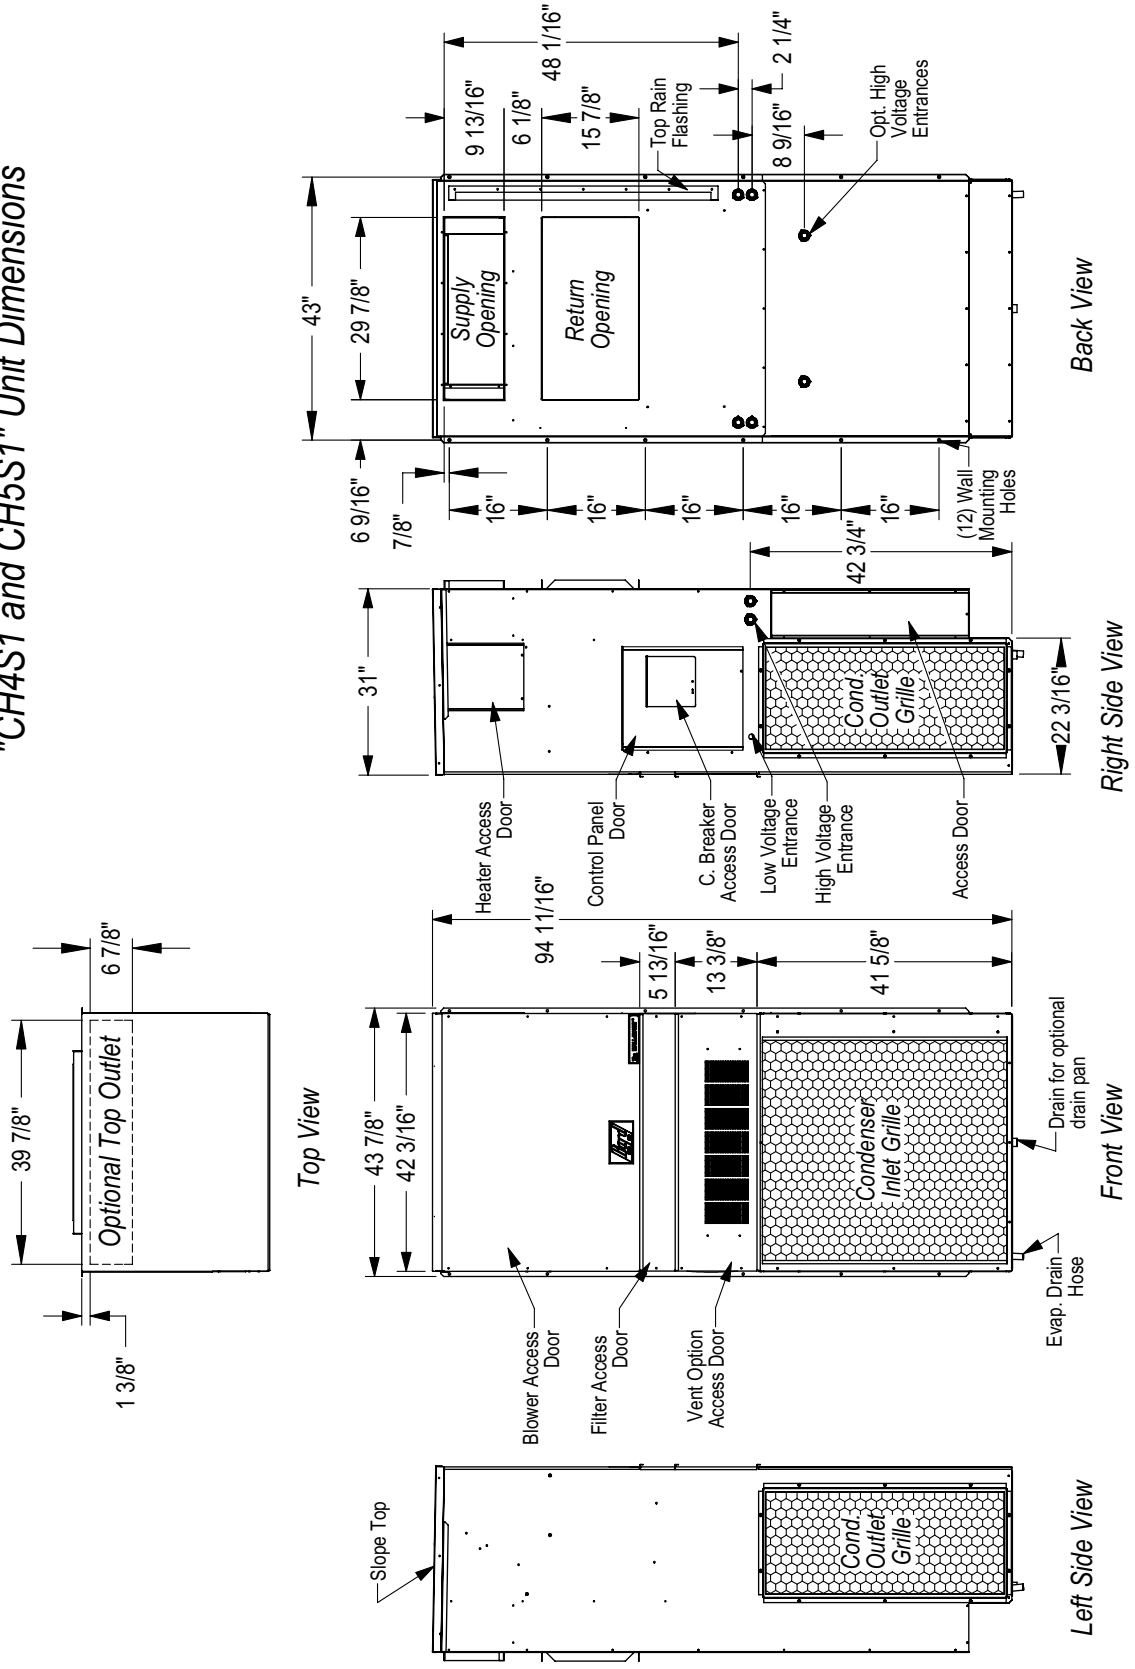 "CH4S1 and CH5S1" Unit Dimensions
39 7/8"
6 7/8"
1 3/8"
Optional Top Outlet
Top View
Slope Top
Cond.
Outlet
Grille
Left Side View
43 7/8"
42 3/16"
94 11/16"
5 13/16"
13 3/8"
41 5/8"
Blower Access
Door
Filter Access
Door
Vent Option
Access Door
Bard
Condenser
Inlet Grille
Evap. Drain
Hose
Drain for optional
drain pan
Front View
31"
Heater Access
Door
Control Panel
Door
C. Breaker
Access Door
Low Voltage
Entrance
High Voltage
Entrance
Access Door
Cond.
Outlet
Grille
42 3/4"
22 3/16"
Right Side View
43"
29 7/8"
6 9/16"
7/8"
16"
16"
16"
16"
16"
(12) Wall
Mounting
Holes
Supply
Opening
Return
Opening
9 13/16"
6 1/8"
15 7/8"
48 1/16"
2 1/4"
8 9/16"
Top Rain
Flashing
Opt. High
Voltage
Entrances
Back View